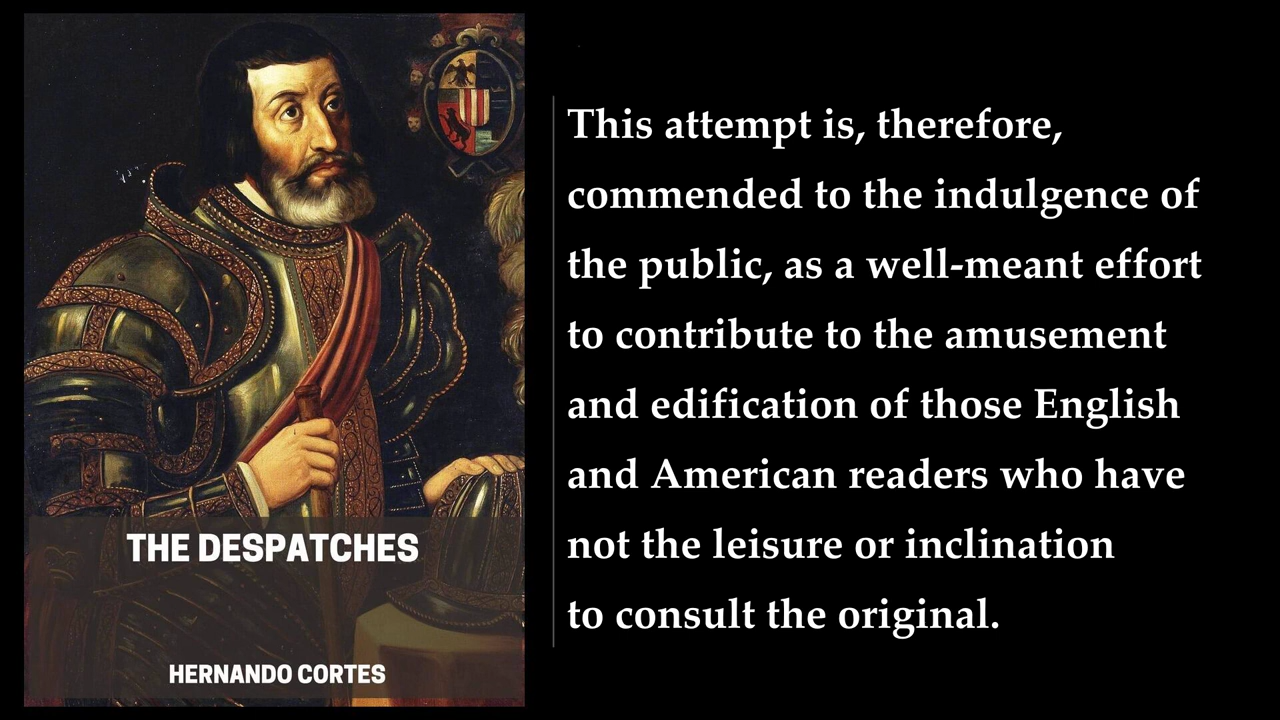 THE DESPATCHES
HERNANDO CORTES
This attempt is, therefore,
commended to the indulgence of
the public, as a well-meant effort
to contribute to the amusement
and edification of those English
and American readers who have
not the leisure or inclination
to consult the original.